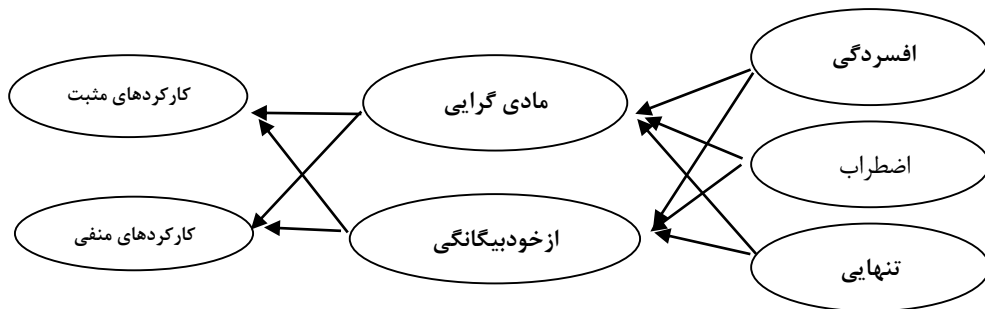 افسردگی
اضطراب
تنهایی
مادی گرایی
ازخودبیگانگی
کارکردهای مثبت
کارکردهای منفی